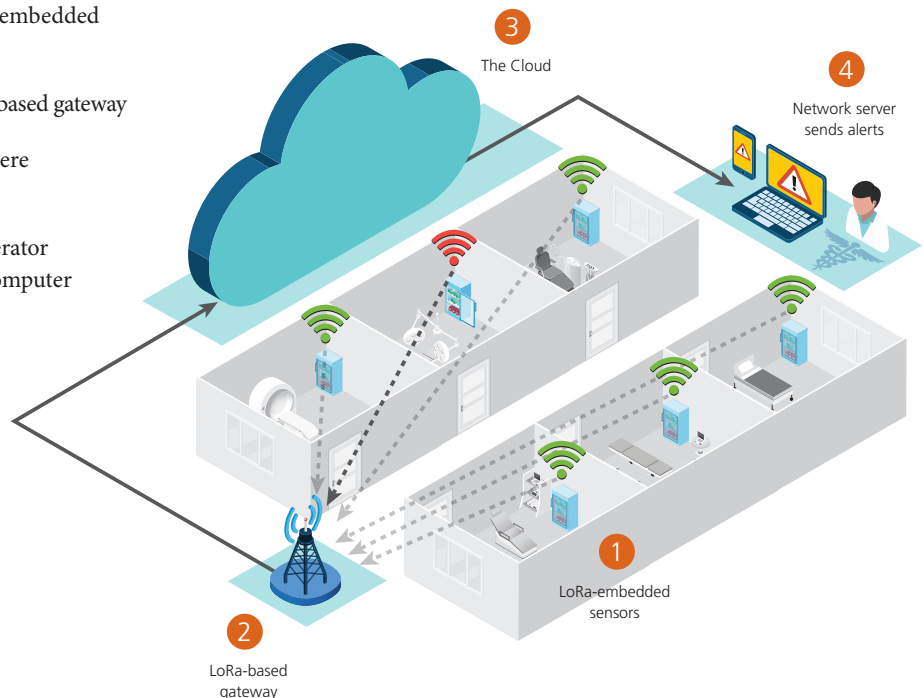 embedded
based gateway
ere
erator
omputer
3
The Cloud
4
Network server
sends alerts
1
LoRa-embedded
sensors
2
LoRa-based
gateway